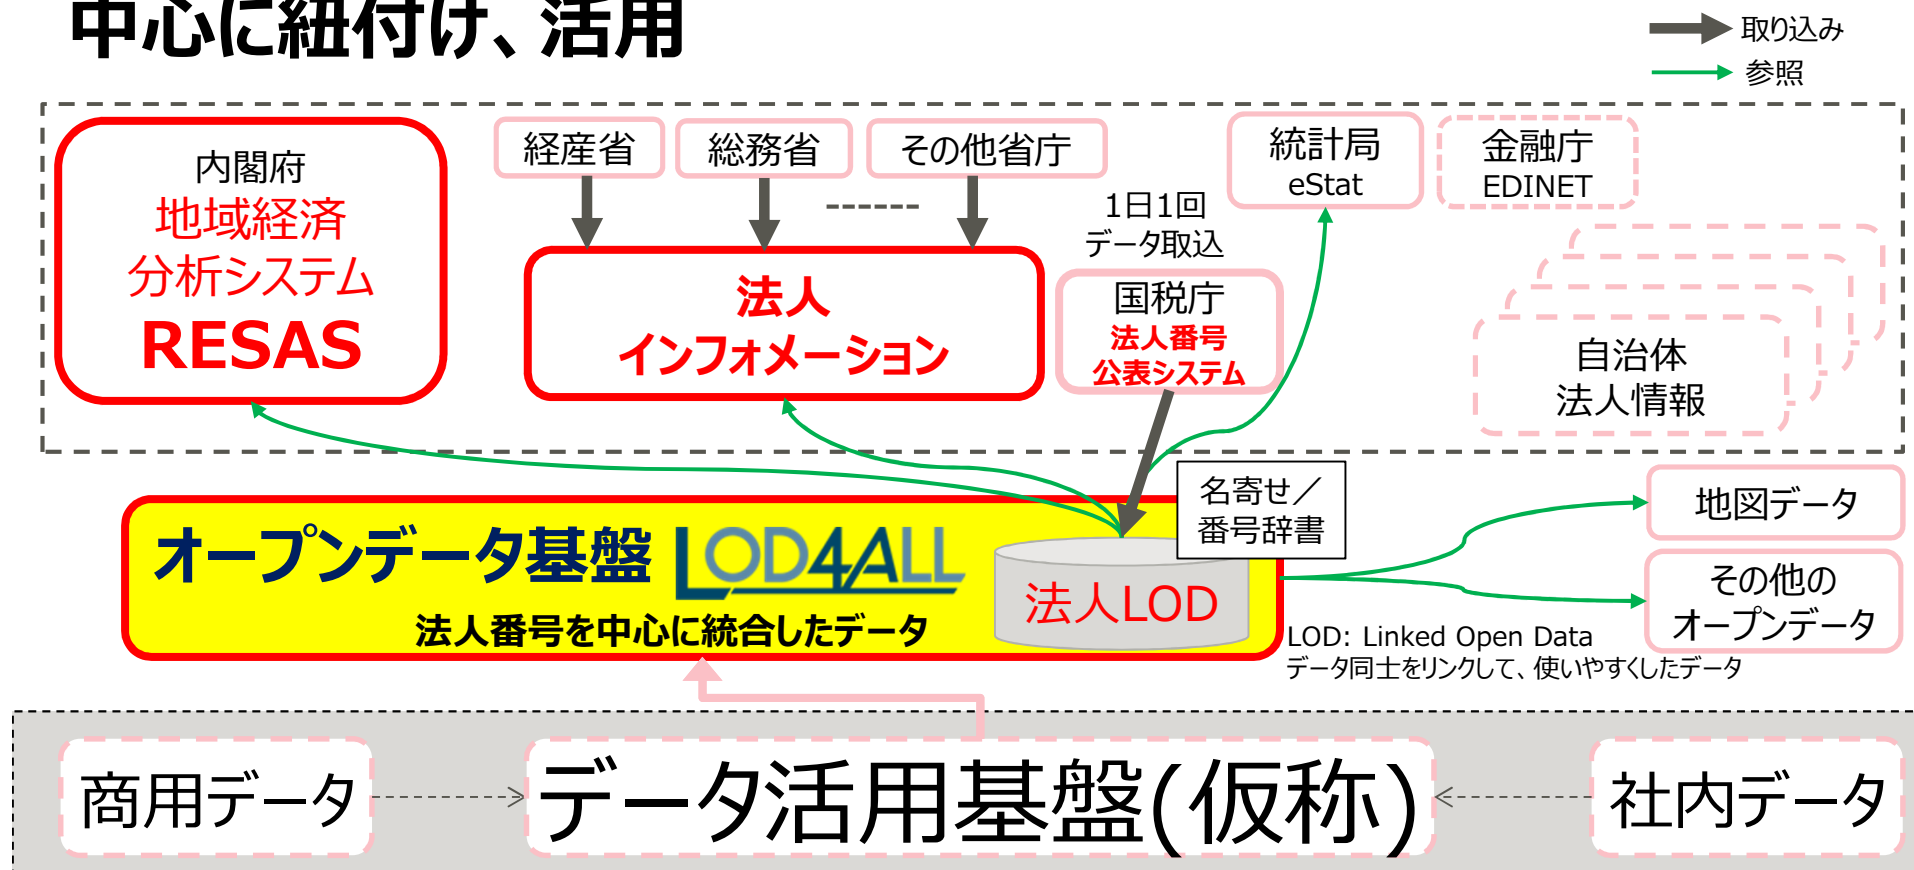 中心に紐付け、活用
取り込み
参照
内閣府
地域経済
分析システム
RESAS
経産省
総務省
その他省庁
法人
インフォメーション
1日1回
データ取込
国税庁
法人番号
公表システム
統計局
eStat
金融庁
EDINET
自治体
法人情報
オープンデータ基盤 LOD4ALL
法人番号を中心に統合したデータ
法人LOD
名寄せ／
番号辞書
地図データ
その他の
オープンデータ
LOD: Linked Open Data
データ同士をリンクして、使いやすくしたデータ
商用データ
データ活用基盤(仮称)
社内データ